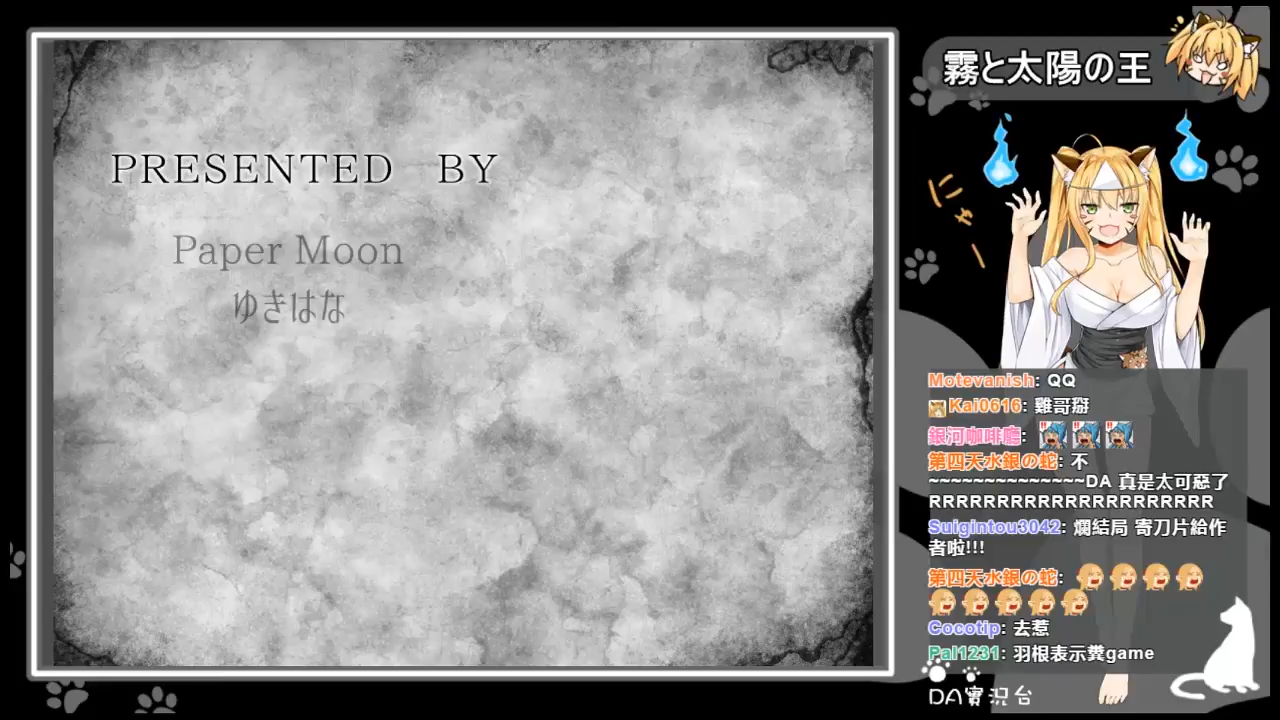 PRESENTED BY
Paper Moon
ゆきはな
霧と太陽の王
にゃー
Motevanish: QQ
Kai0616: 雞哥掰
銀河咖啡廳:
第四天水銀の蛇: 不
~~~~~~~~~~~~~~DA 真是太可惡了
RRRRRRRRRRRRRRRRRRRRR
Suigintou3042: 爛結局 寄刀片給作
者啦!!!
第四天水銀の蛇:
Cocotip: 去惹
Pal1231: 羽根表示糞game
DA實況台